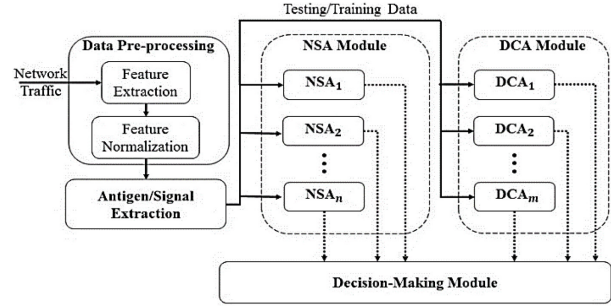 Testing/Training Data
Data Pre-processing
NSA Module
DCA Module
Network
Traffic
Feature
Extraction
Feature
Normalization
Antigen/Signal
Extraction
NSA₁
NSA₂
NSAₙ
DCA₁
DCA₂
DCAₘ
Decision-Making Module